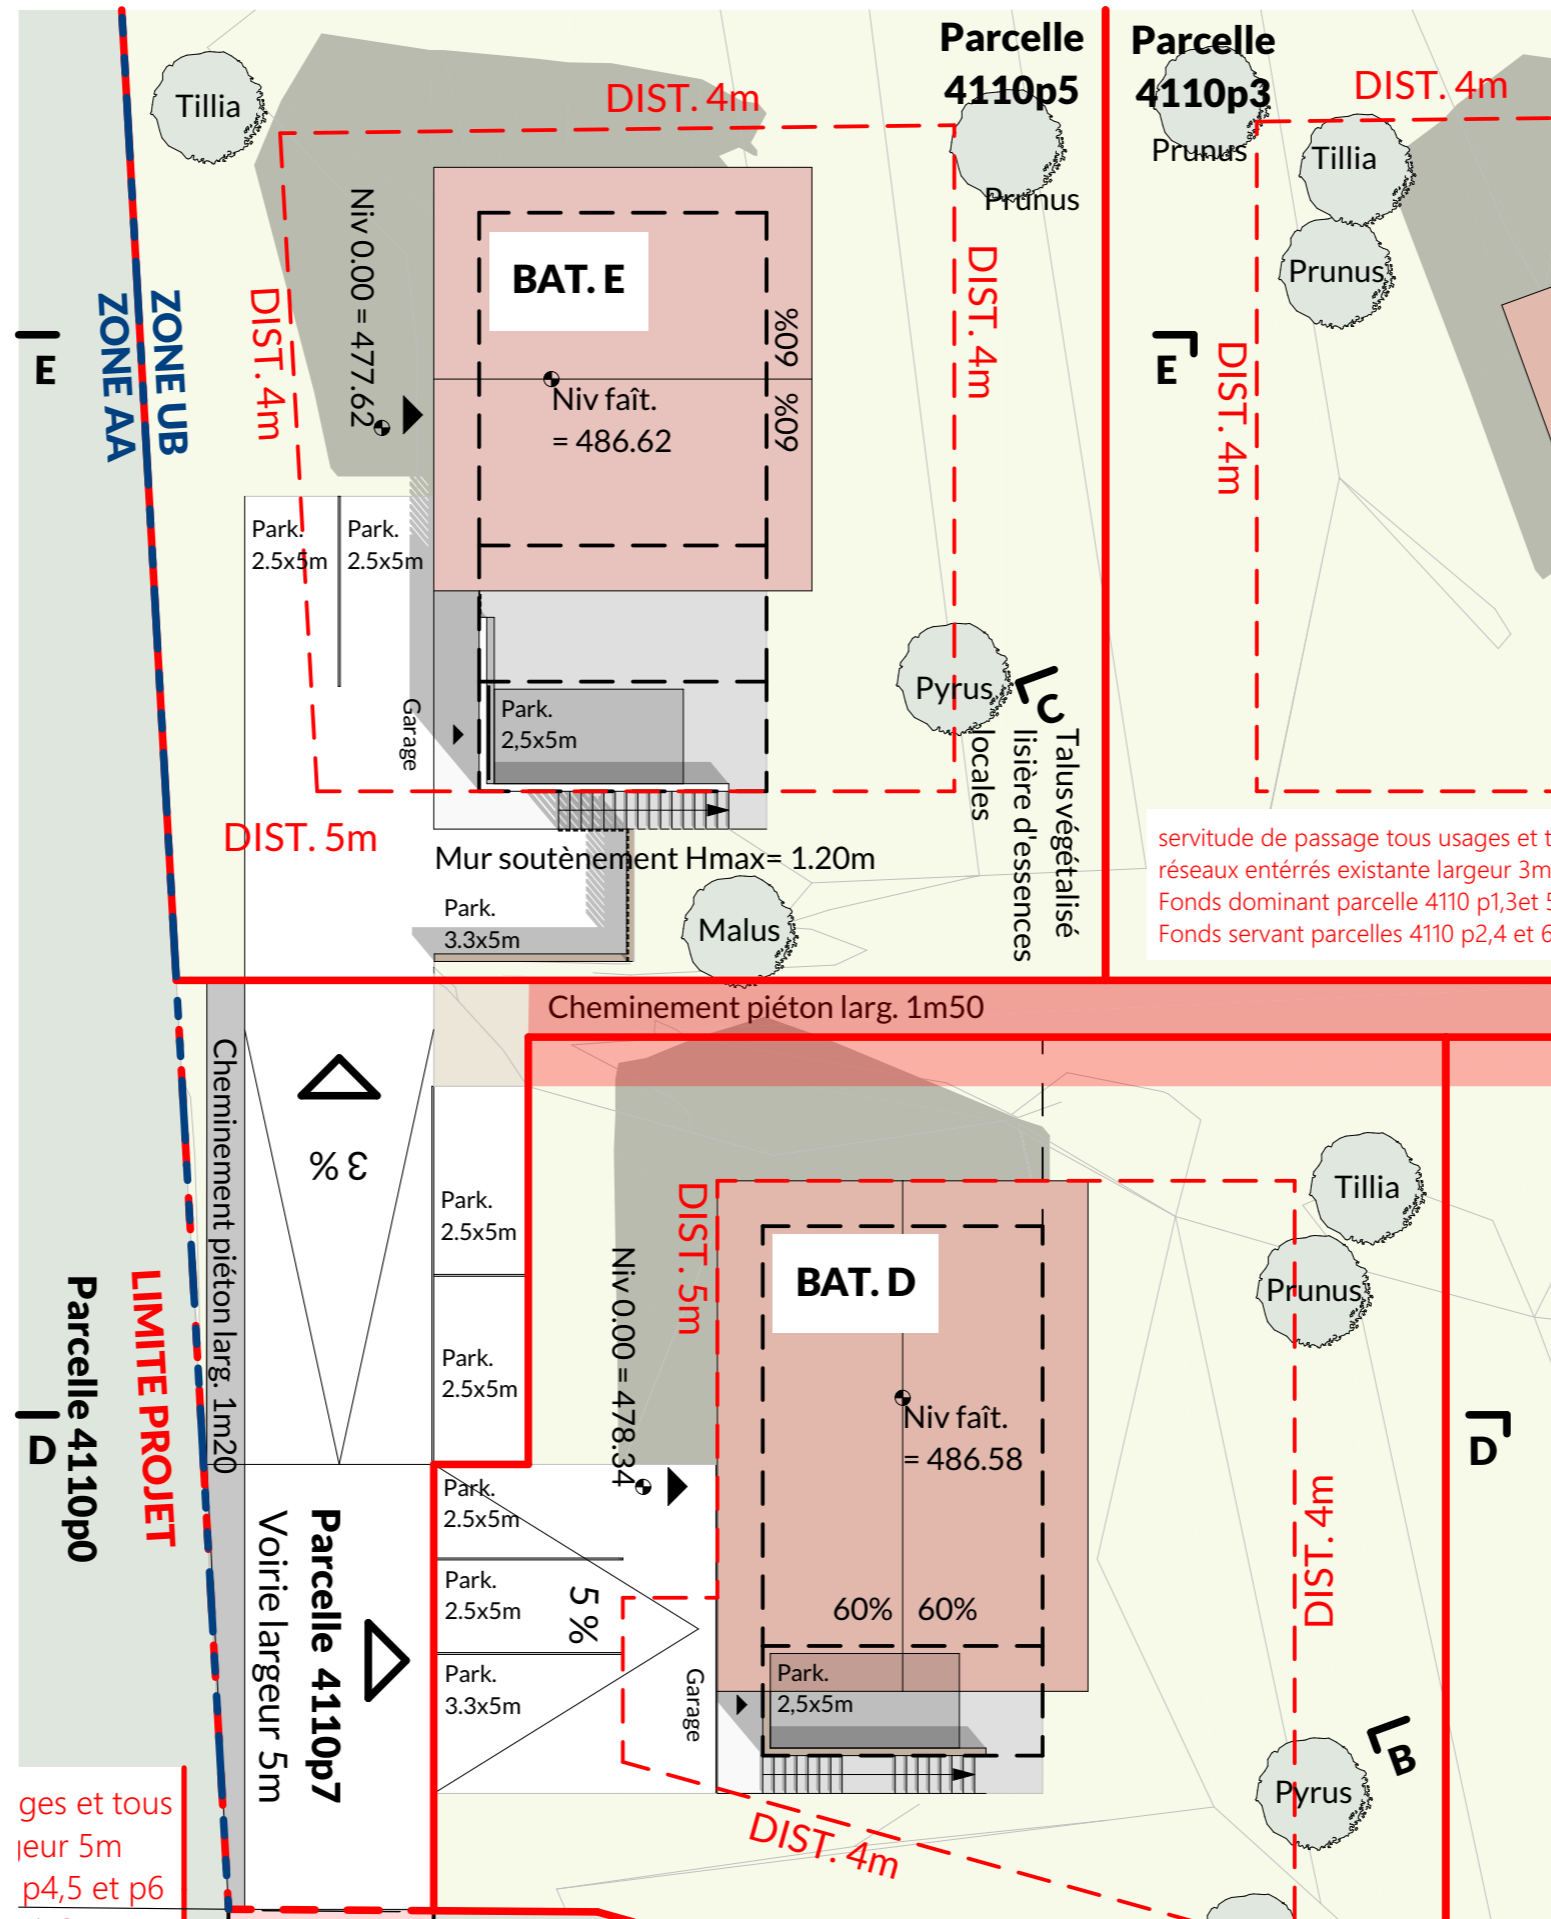 Parcelle
4110p5
Parcelle
4110p3
Tillia
DIST. 4m
DIST. 4m
Prunus
Prunus
Tillia
Prunus
Niv 0.00 = 477.62
BAT. E
DIST. 4m
DIST. 4m
DIST. 4m
ZONE UB
ZONE AA
E
E
60%
60%
Niv faît.
= 486.62
Park.
2.5x5m
Park.
2.5x5m
Garage
Park.
2,5x5m
Pyrus
C
Talus végétalisé
lisière d'essences
locales
DIST. 5m
Mur soutènement Hmax= 1.20m
Park.
3.3x5m
Malus
servitude de passage tous usages et t
réseaux entérrés existante largeur 3m
Fonds dominant parcelle 4110 p1,3et 5
Fonds servant parcelles 4110 p2,4 et 6
Cheminement piéton larg. 1m50
Cheminement piéton larg. 1m20
3 %
Park.
2.5x5m
Park.
2.5x5m
DIST. 5m
Niv 0.00 = 478.34
BAT. D
Tillia
Prunus
Niv faît.
= 486.58
Parcelle 4110p0
LIMITE PROJET
D
D
Park.
2.5x5m
Park.
2.5x5m
Park.
3.3x5m
5 %
Parcelle 4110p7
Voirie largeur 5m
60%
60%
DIST. 4m
Garage
Park.
2,5x5m
B
Pyrus
DIST. 4m
ges et tous
geur 5m
p4,5 et p6